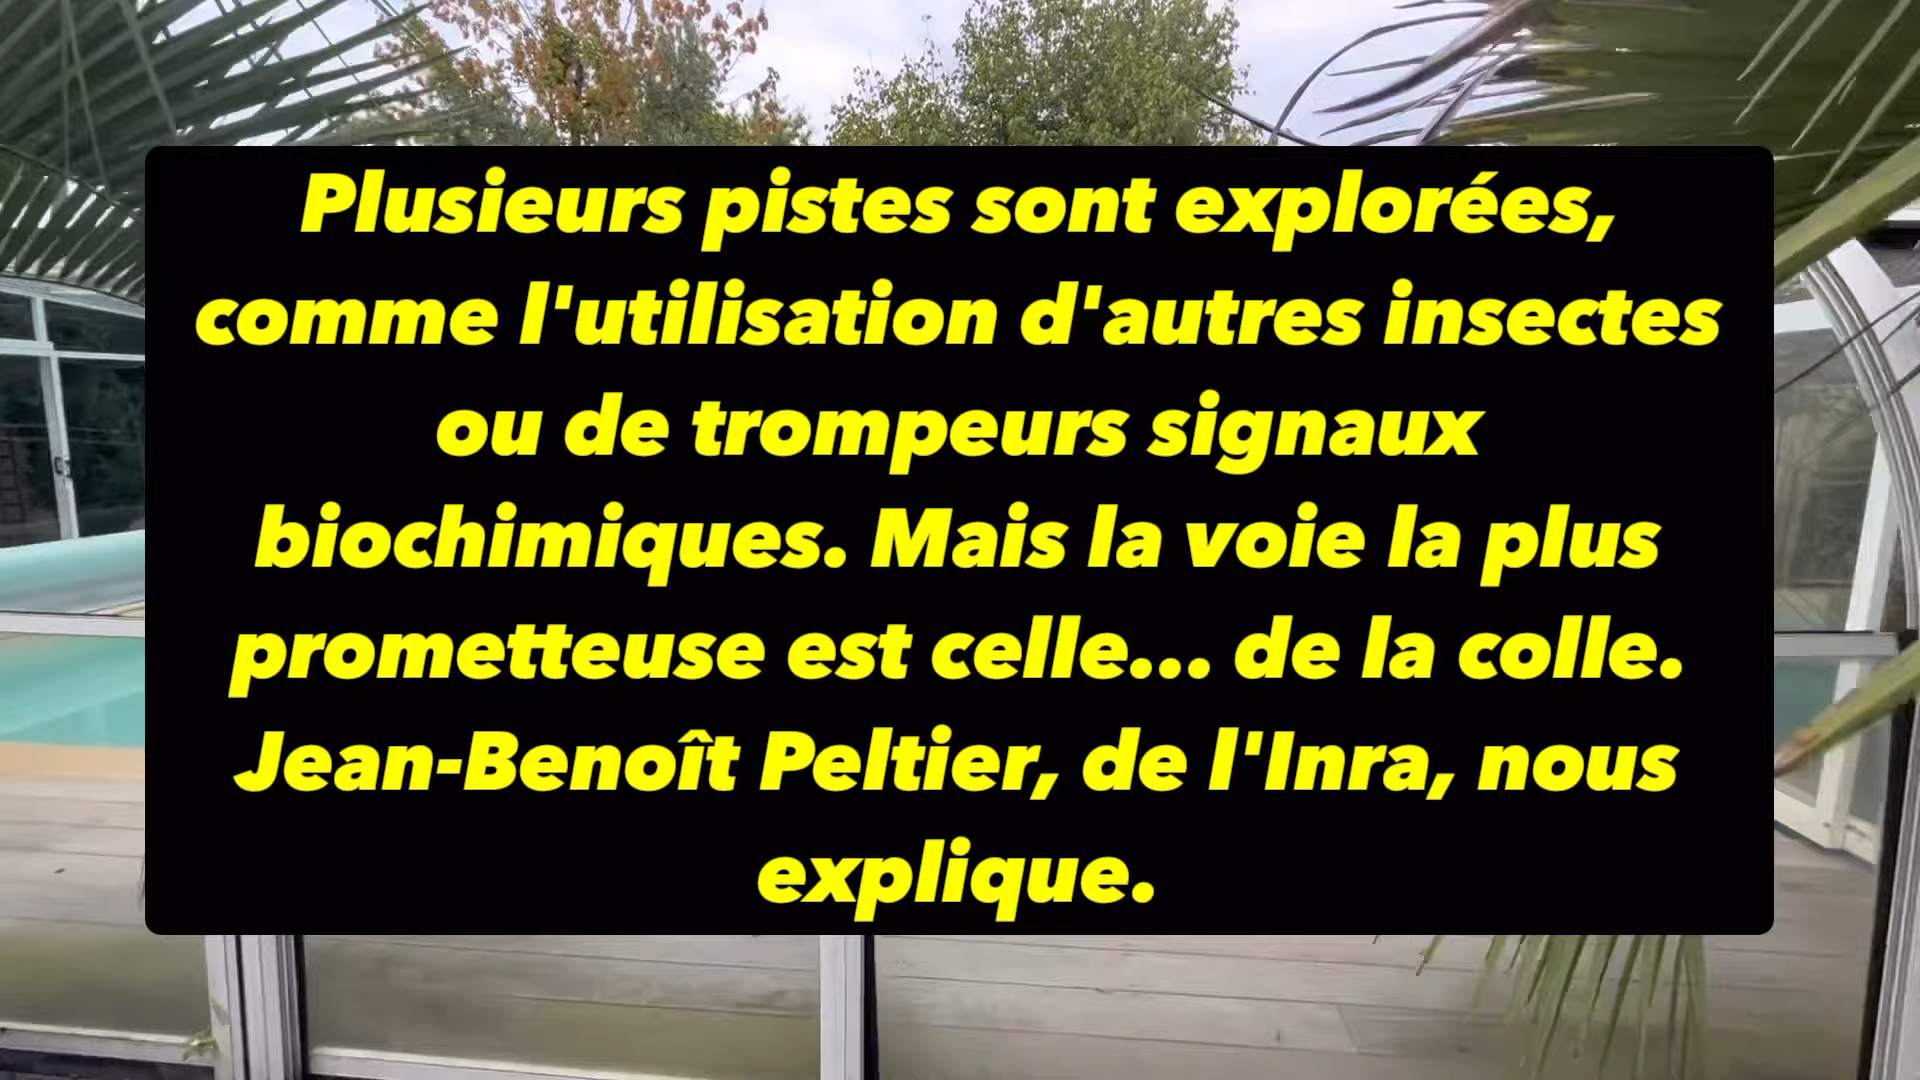 Plusieurs pistes sont explorées,
comme l'utilisation d'autres insectes
ou de trompeurs signaux
biochimiques. Mais la voie la plus
prometteuse est celle... de la colle.
Jean-Benoît Peltier, de l'Inra, nous
explique.